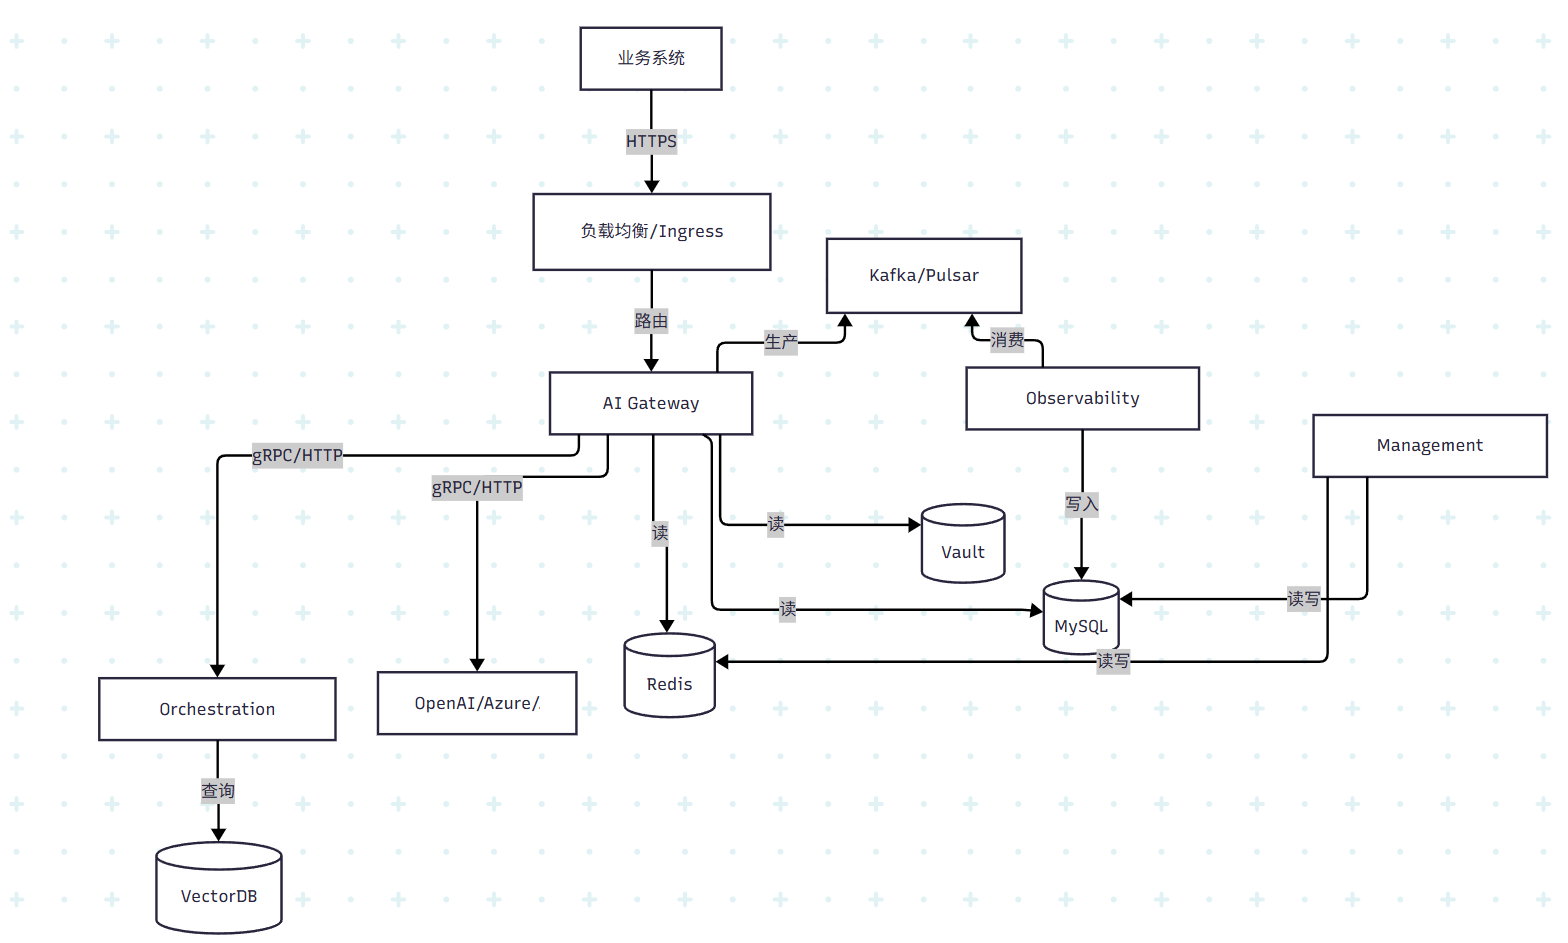 业务系统
HTTPS
负载均衡/Ingress
Kafka/Pulsar
路由
生产
消费
AI Gateway
Observability
Management
gRPC/HTTP
gRPC/HTTP
写入
读
读
Vault
读写
读
MySQL
读写
Redis
OpenAI/Azure/
Orchestration
查询
VectorDB